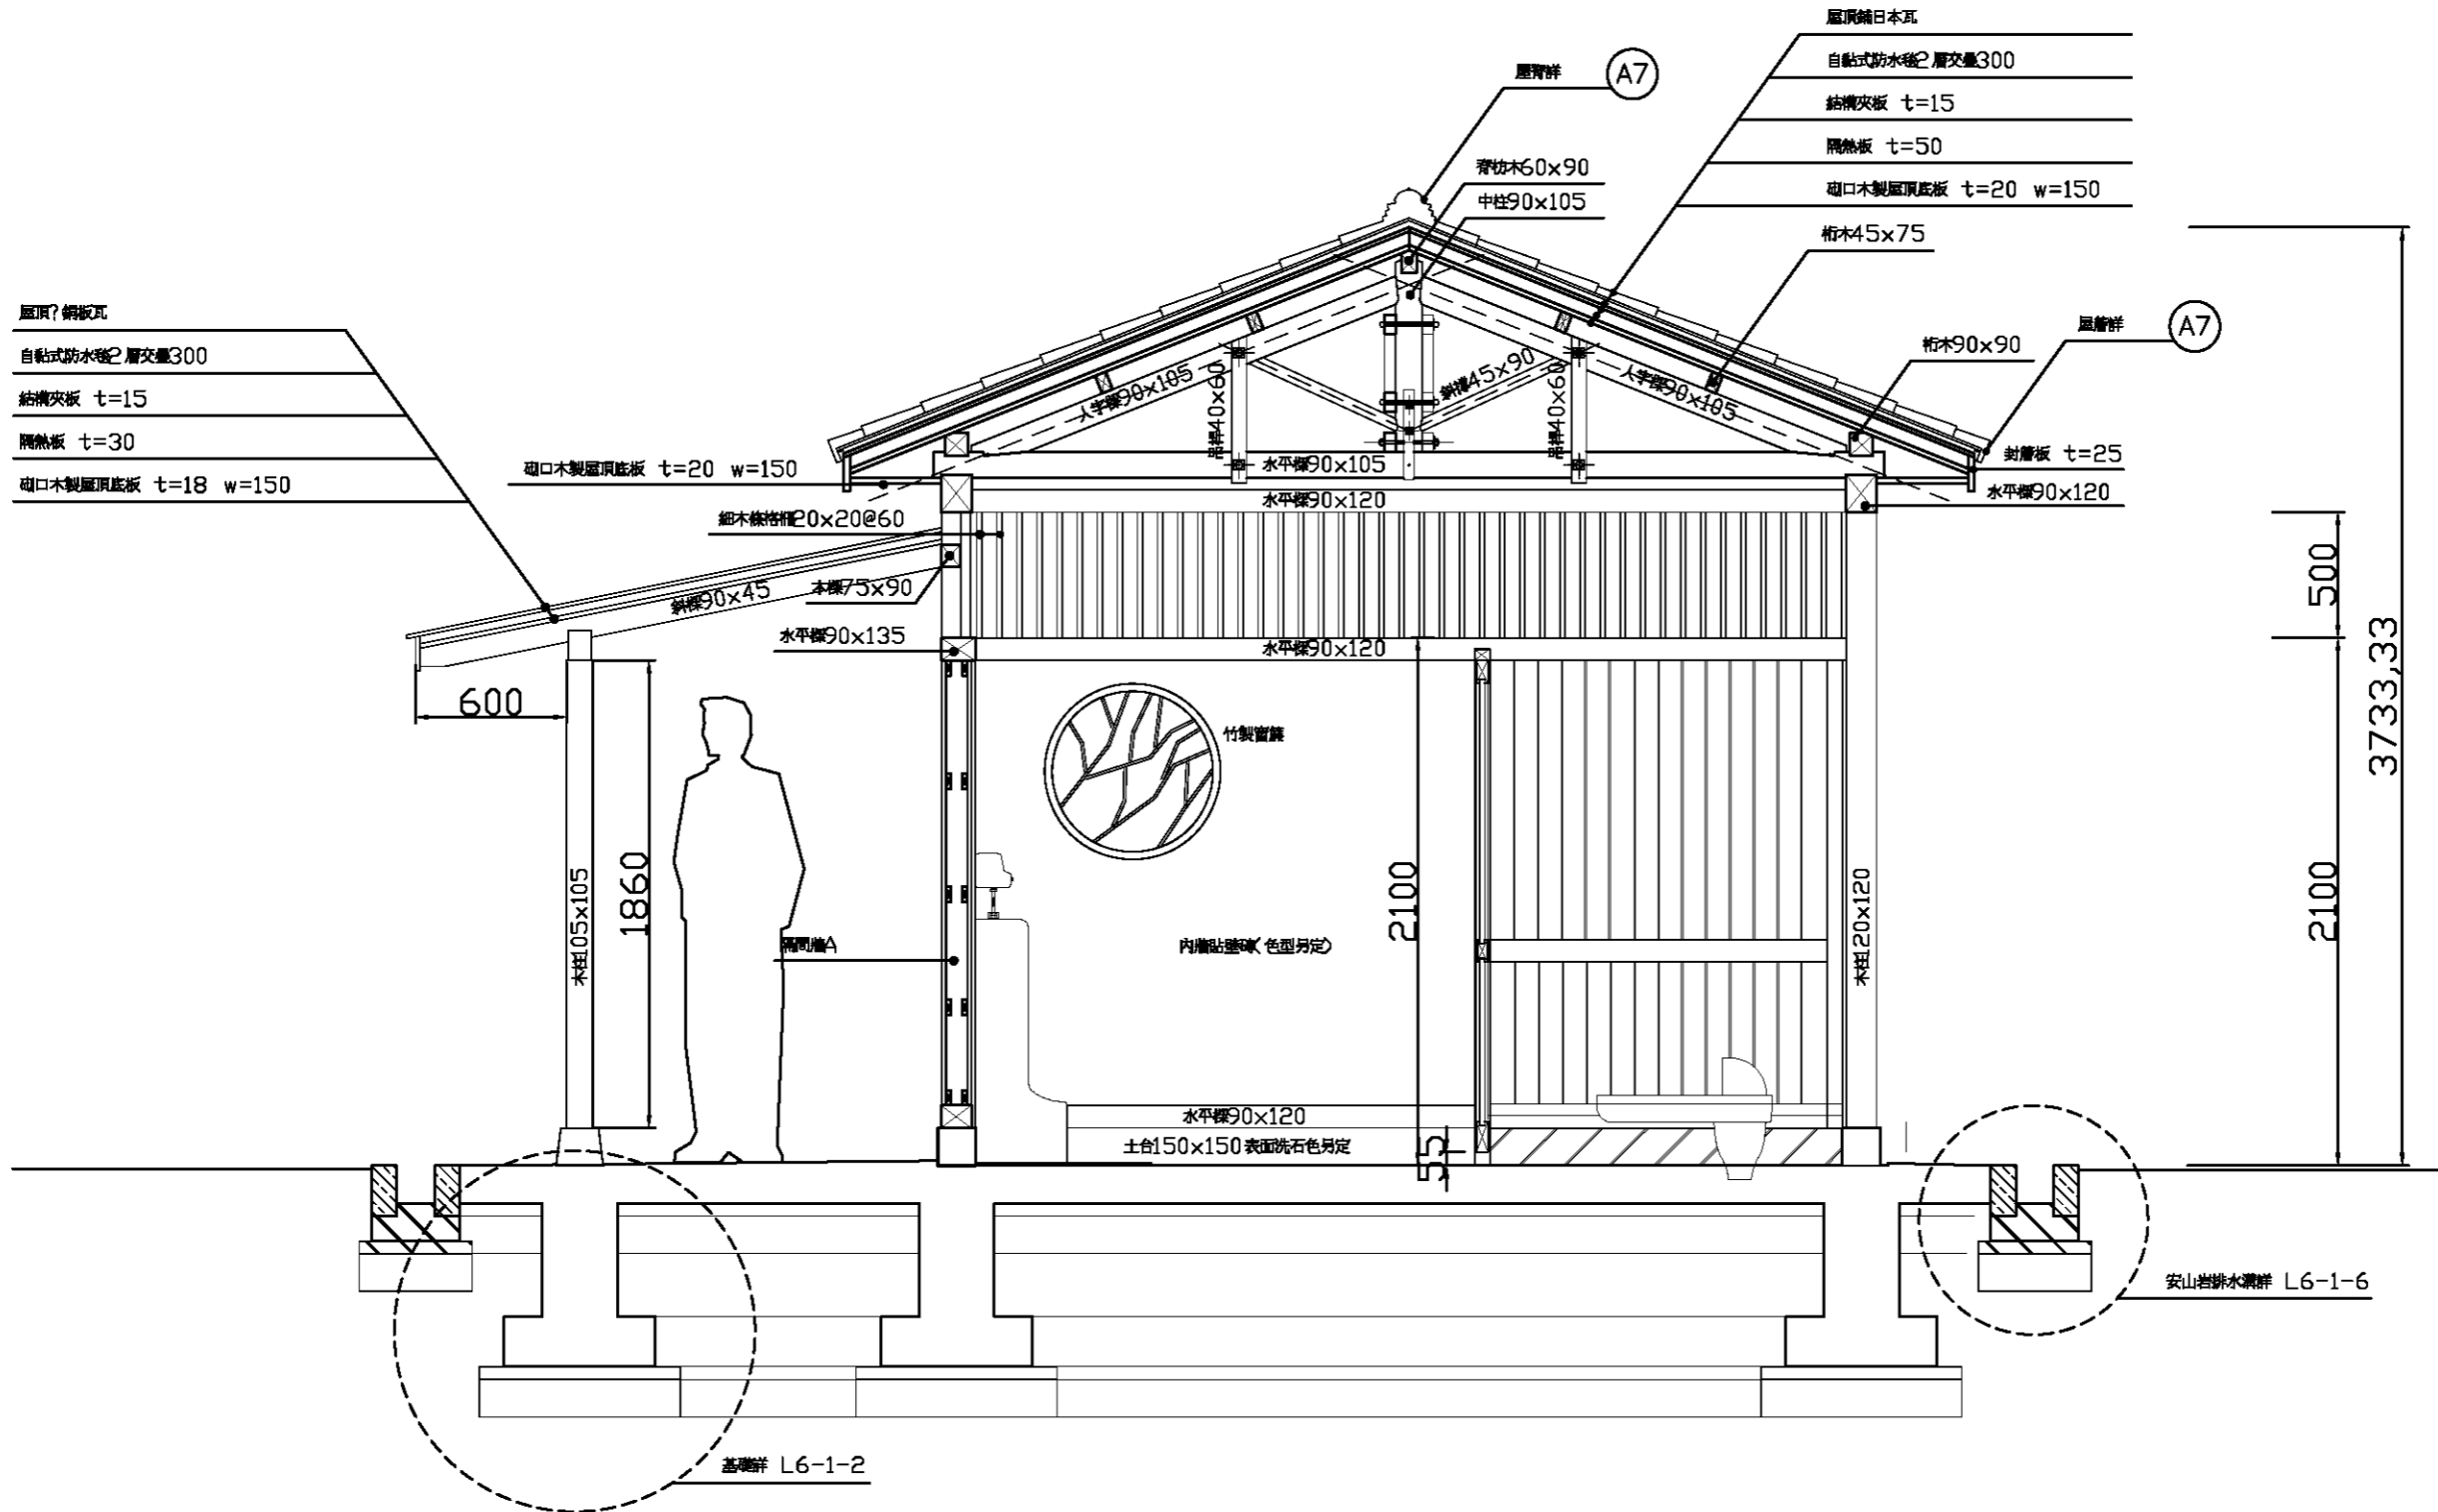 屋頂鋪日本瓦
自黏式防水毯2層交疊300
結構夾板 t=15
隔熱板 t=50
企口木製屋頂底板 t=20 w=150
屋脊詳 A7
脊枋木60x90
中柱90x105
桁木45x75
屋簷詳 A7
桁木90x90
封簷板 t=25
水平樑90x120
屋頂?銅板瓦
自黏式防水毯2層交疊300
結構夾板 t=15
隔熱板 t=30
企口木製屋頂底板 t=18 w=150
企口木製屋頂底板 t=20 w=150
細木條格柵20x20@60
人字樑90x105
吊桿40x60
斜撐45x90
吊桿40x60
人字樑90x105
水平樑90x105
水平樑90x120
斜樑90x45
木樑75x90
水平樑90x135
水平樑90x120
600
1860
木柱105x105
隔間牆A
竹製窗簾
內牆貼壁磚(色型另定)
2100
木柱120x120
水平樑90x120
土台150x150表面洗石色另定
55
500
2100
3733,33
安山岩排水溝詳 L6-1-6
基礎詳 L6-1-2